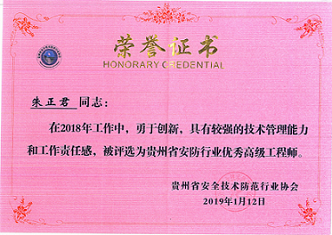 荣誉证书
HONORARY CREDENTIAL
朱正君 同志：
在2018年工作中，勇于创新，具有较强的技术管理能力
和工作责任感，被评选为贵州省安防行业优秀高级工程师。
贵州省安全技术防范行业协会
2019年1月12日